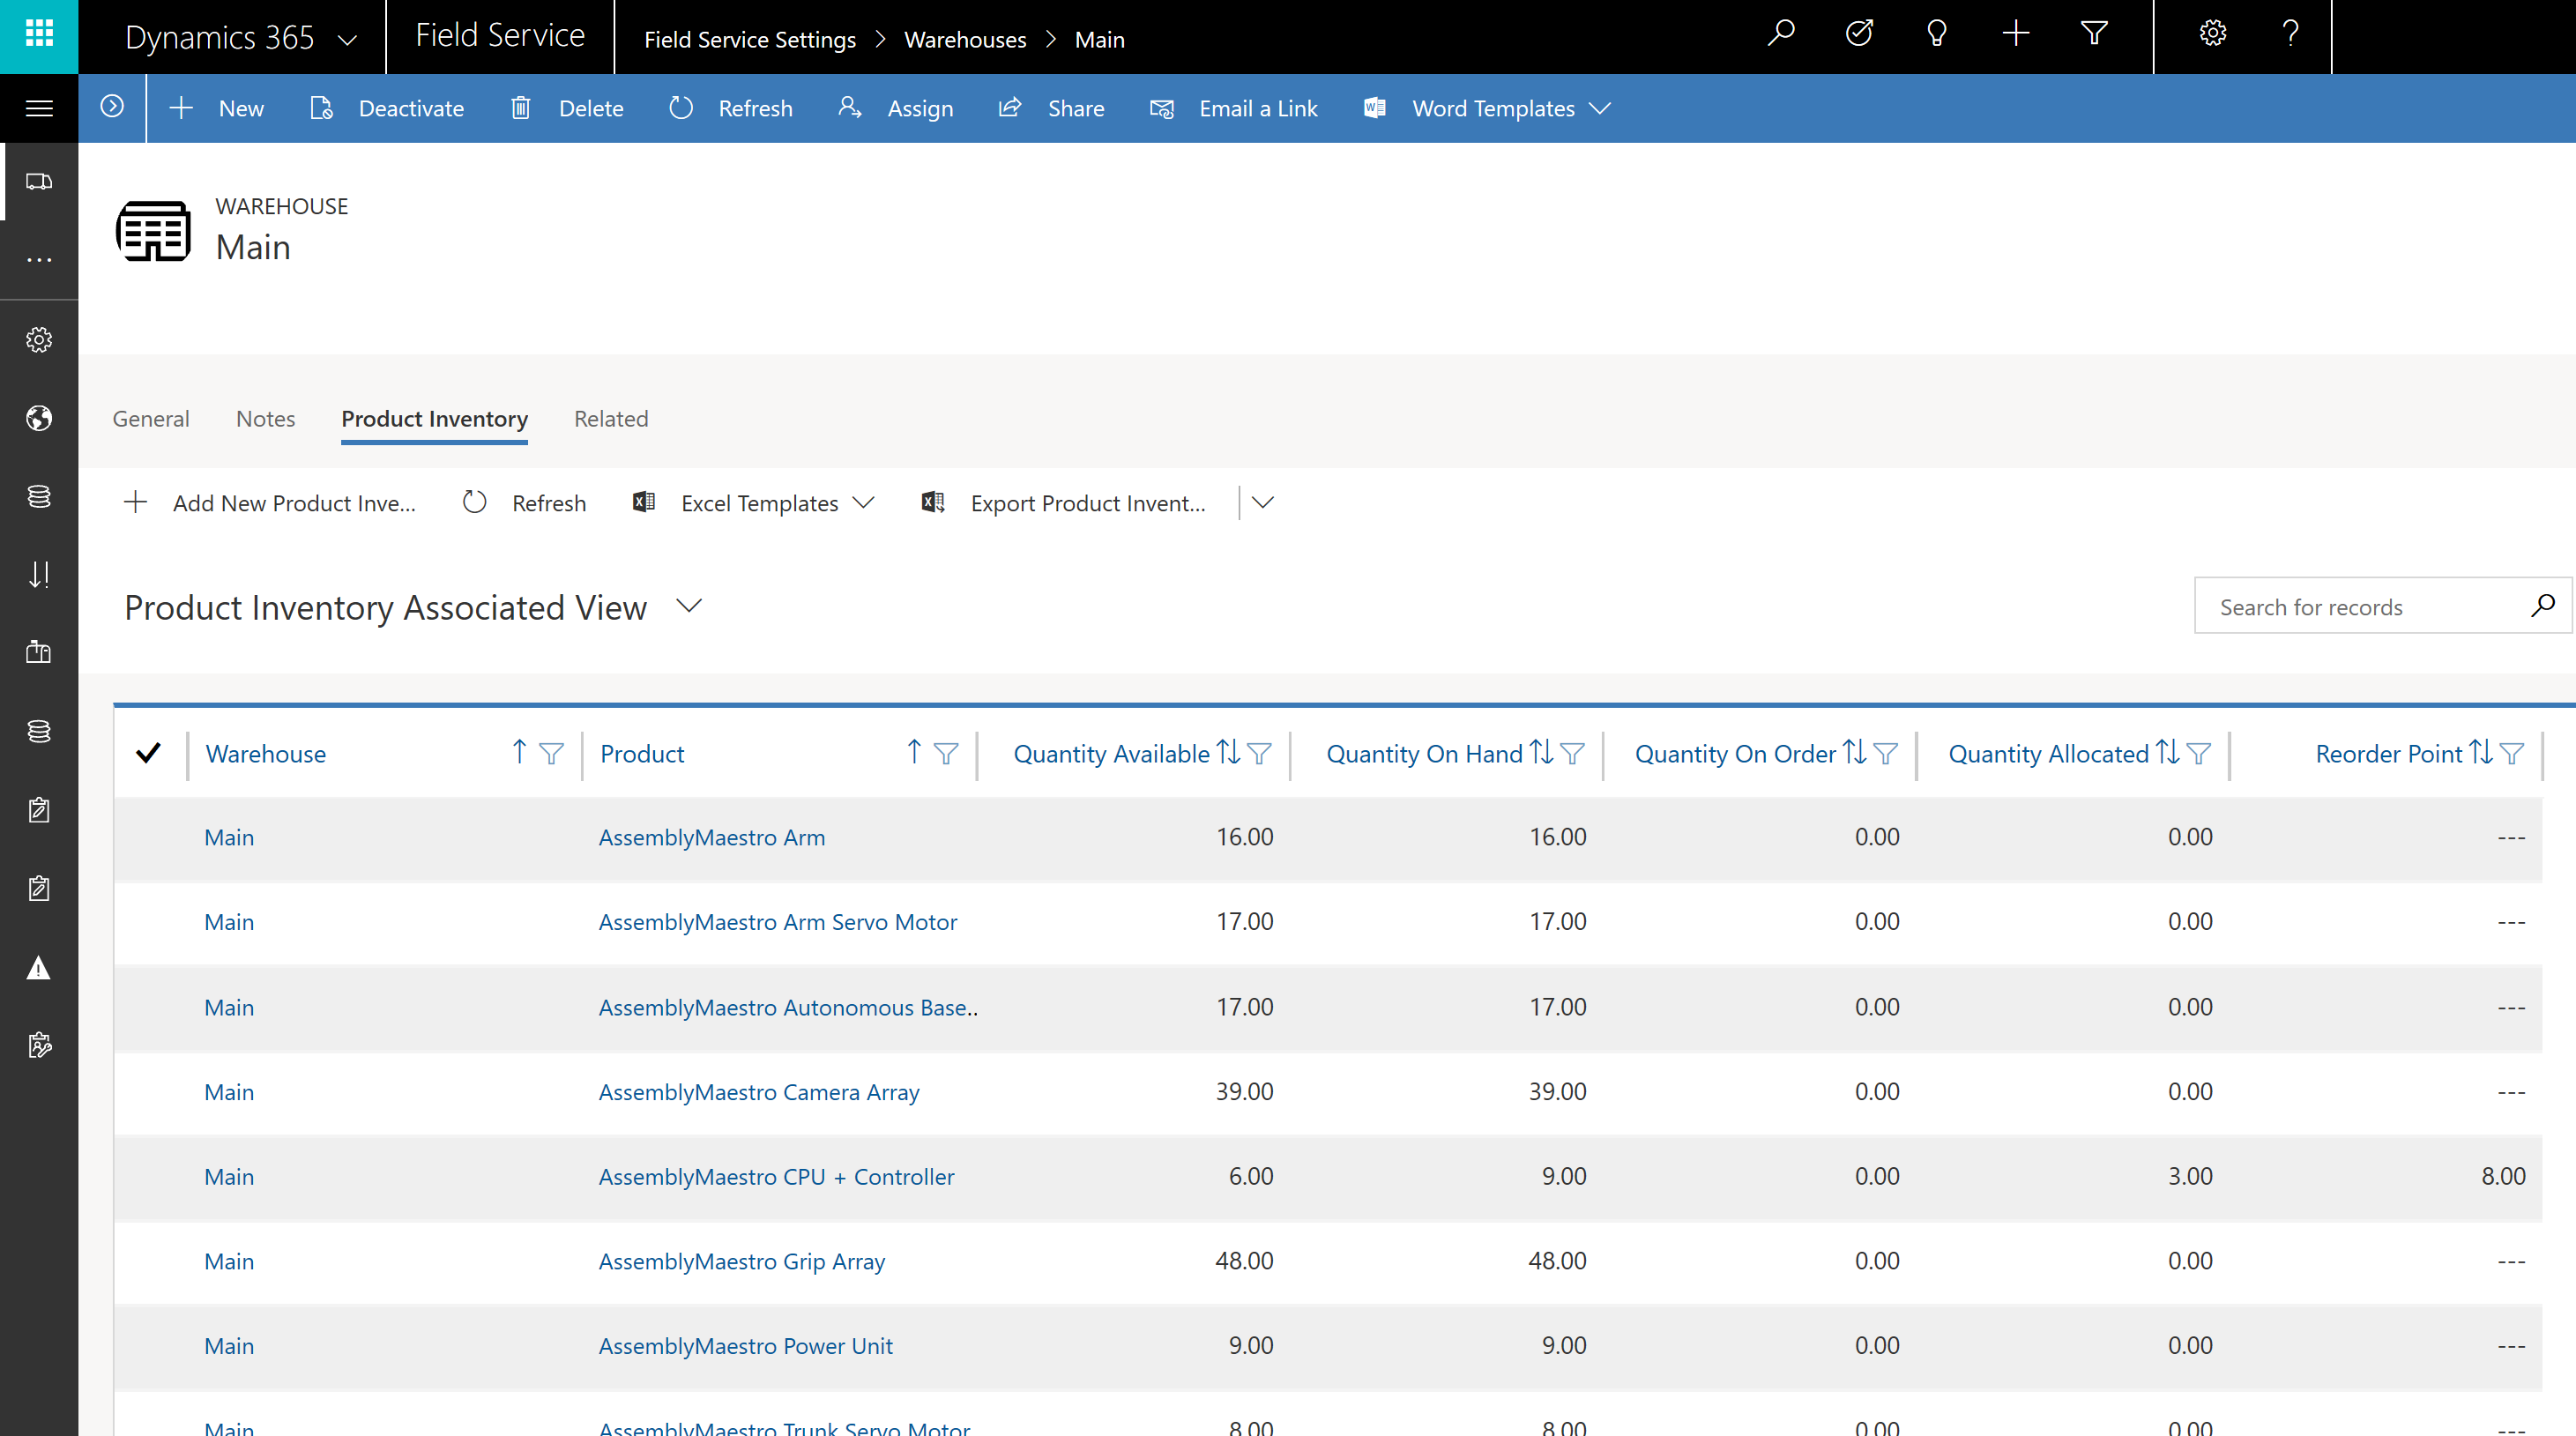 Dynamics 365 Field Service Field Service Settings > Warehouses > Main ?
New Deactivate Delete Refresh Assign Share Email a Link Word Templates
WAREHOUSE
Main
General Notes Product Inventory Related
Add New Product Inve... Refresh Excel Templates Export Product Invent...
Product Inventory Associated View Search for records
Warehouse Product Quantity Available Quantity On Hand Quantity On Order Quantity Allocated Reorder Point
Main AssemblyMaestro Arm 16.00 16.00 0.00 0.00 ---
Main AssemblyMaestro Arm Servo Motor 17.00 17.00 0.00 0.00 ---
Main AssemblyMaestro Autonomous Base.. 17.00 17.00 0.00 0.00 ---
Main AssemblyMaestro Camera Array 39.00 39.00 0.00 0.00 ---
Main AssemblyMaestro CPU + Controller 6.00 9.00 0.00 3.00 8.00
Main AssemblyMaestro Grip Array 48.00 48.00 0.00 0.00 ---
Main AssemblyMaestro Power Unit 9.00 9.00 0.00 0.00 ---
Main AssemblyMaestro Trunk Servo Motor 8.00 8.00 0.00 0.00 ---